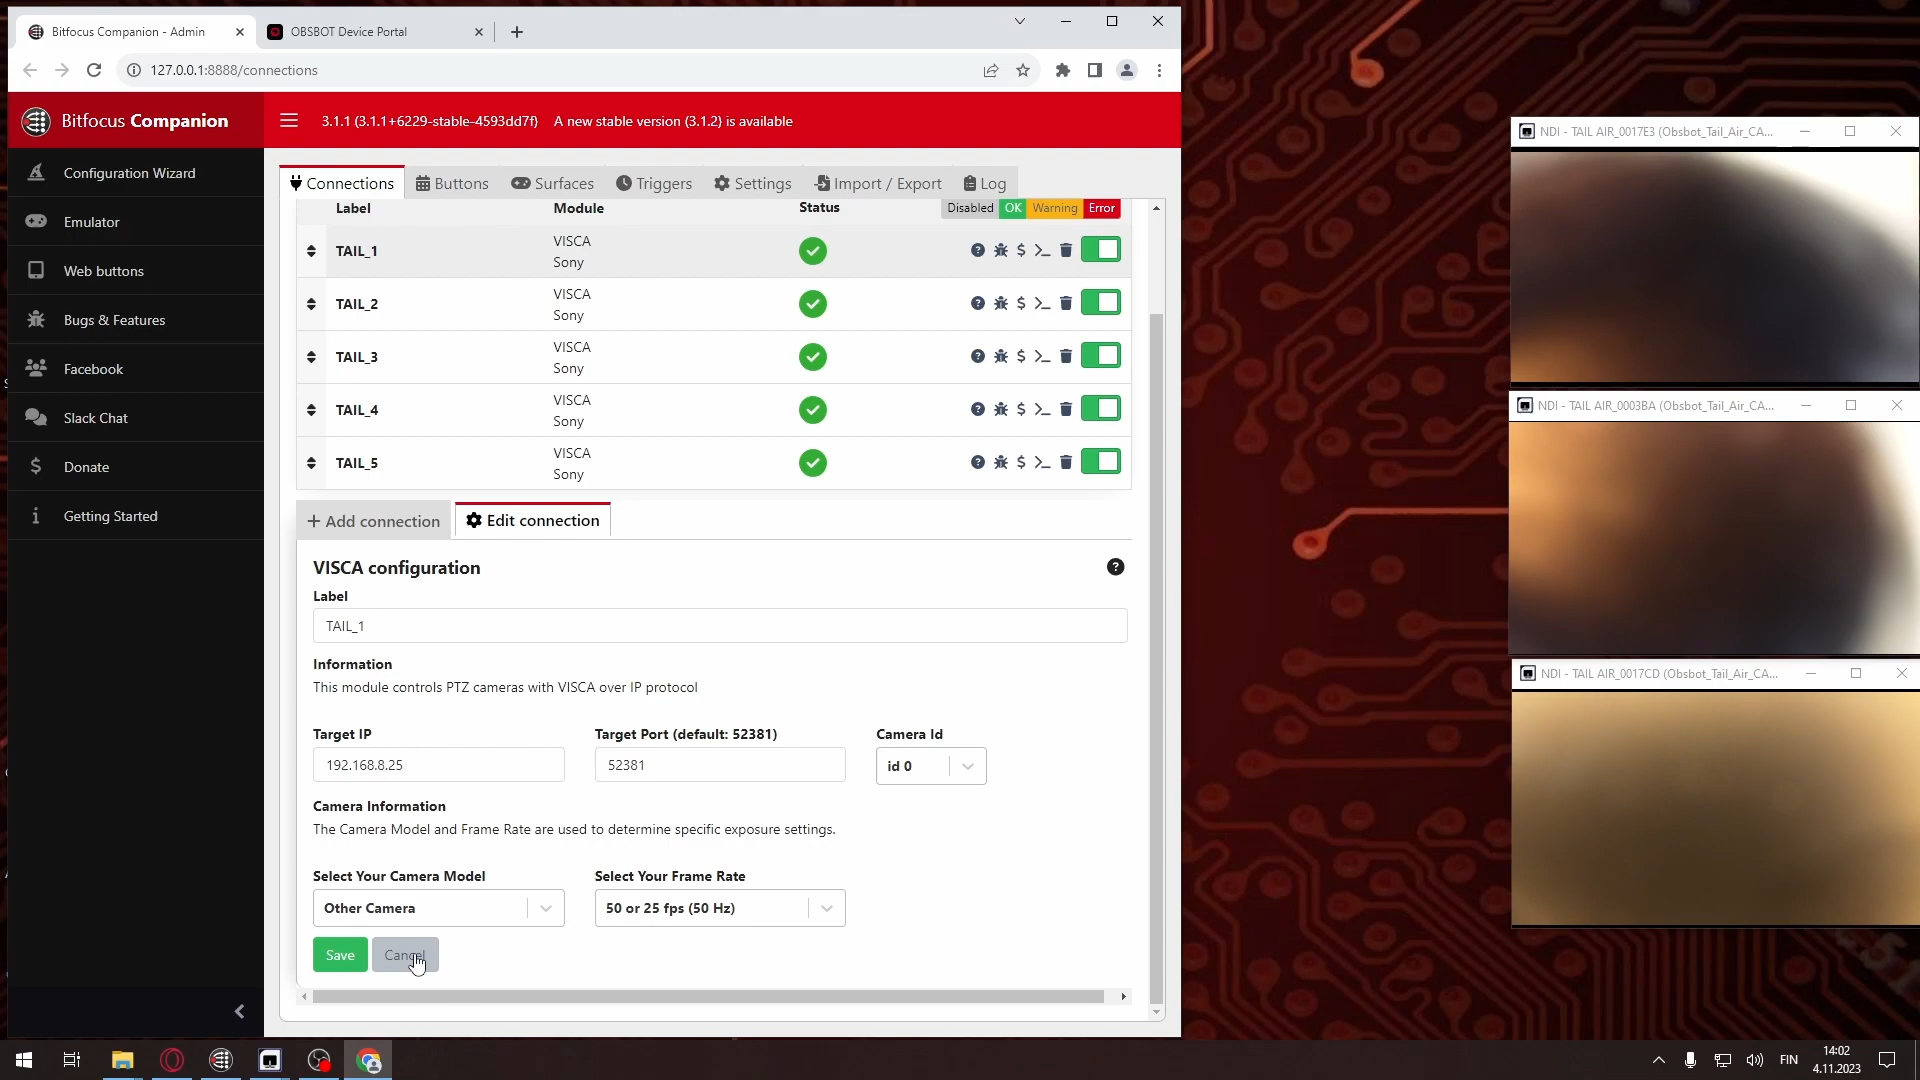 Bitfocus Companion - Admin
OBSBOT Device Portal
127.0.0.1:8888/connections
Bitfocus Companion
3.1.1 (3.1.1+6229-stable-4593dd7f)
A new stable version (3.1.2) is available
Configuration Wizard
Emulator
Web buttons
Bugs & Features
Facebook
Slack Chat
Donate
Getting Started
Connections
Buttons
Surfaces
Triggers
Settings
Import / Export
Log
Label
Module
Status
Disabled
OK
Warning
Error
TAIL_1
VISCA
Sony
TAIL_2
VISCA
Sony
TAIL_3
VISCA
Sony
TAIL_4
VISCA
Sony
TAIL_5
VISCA
Sony
Add connection
Edit connection
VISCA configuration
Label
TAIL_1
Information
This module controls PTZ cameras with VISCA over IP protocol
Target IP
Target Port (default: 52381)
Camera Id
192.168.8.25
52381
id 0
Camera Information
The Camera Model and Frame Rate are used to determine specific exposure settings.
Select Your Camera Model
Select Your Frame Rate
Other Camera
50 or 25 fps (50 Hz)
Save
Cancel
NDI - TAIL AIR_0017E3 (Obsbot_Tail_Air_CA...
NDI - TAIL AIR_0003BA (Obsbot_Tail_Air_CA...
NDI - TAIL AIR_0017CD (Obsbot_Tail_Air_CA...
FIN
14:02
4.11.2023